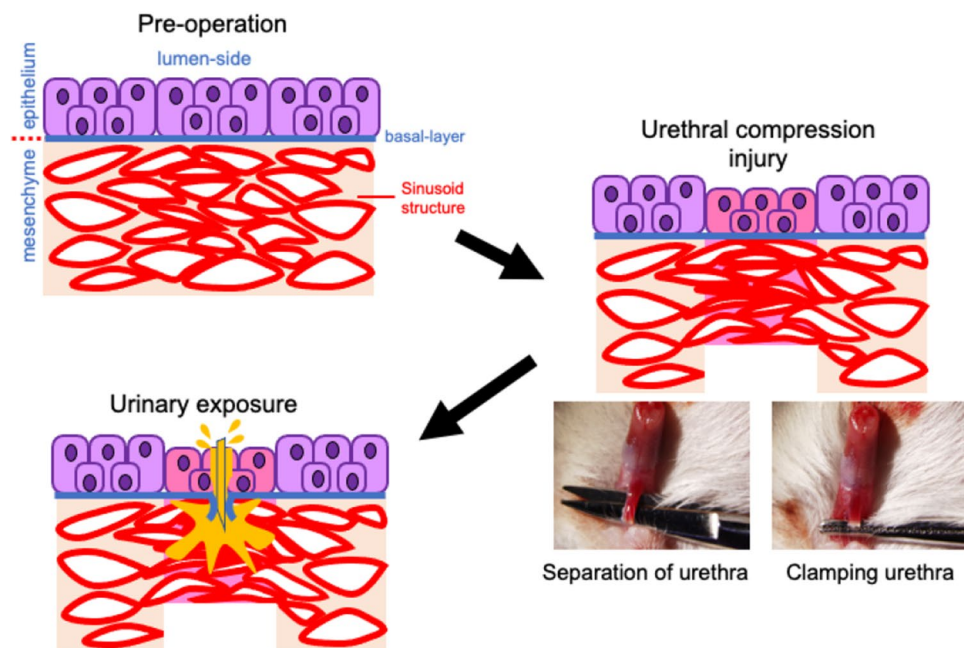 Pre-operation
lumen-side
epithelium
basal-layer
mesenchyme
Sinusoid
structure
Urethral compression
injury
Urinary exposure
Separation of urethra
Clamping urethra